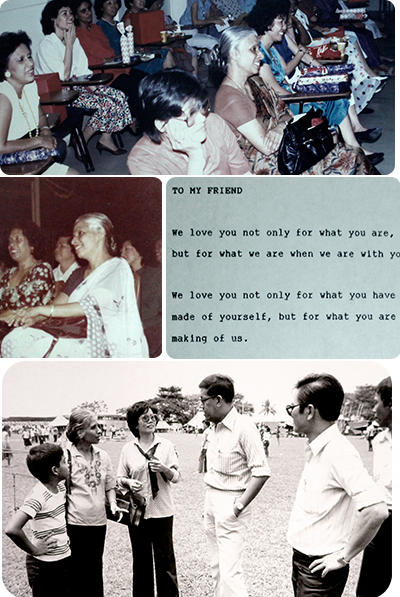 TO MY FRIEND
We love you not only for what you are,
but for what we are when we are with
We love you not only for what you have
made of yourself, but for what you are
making of us.